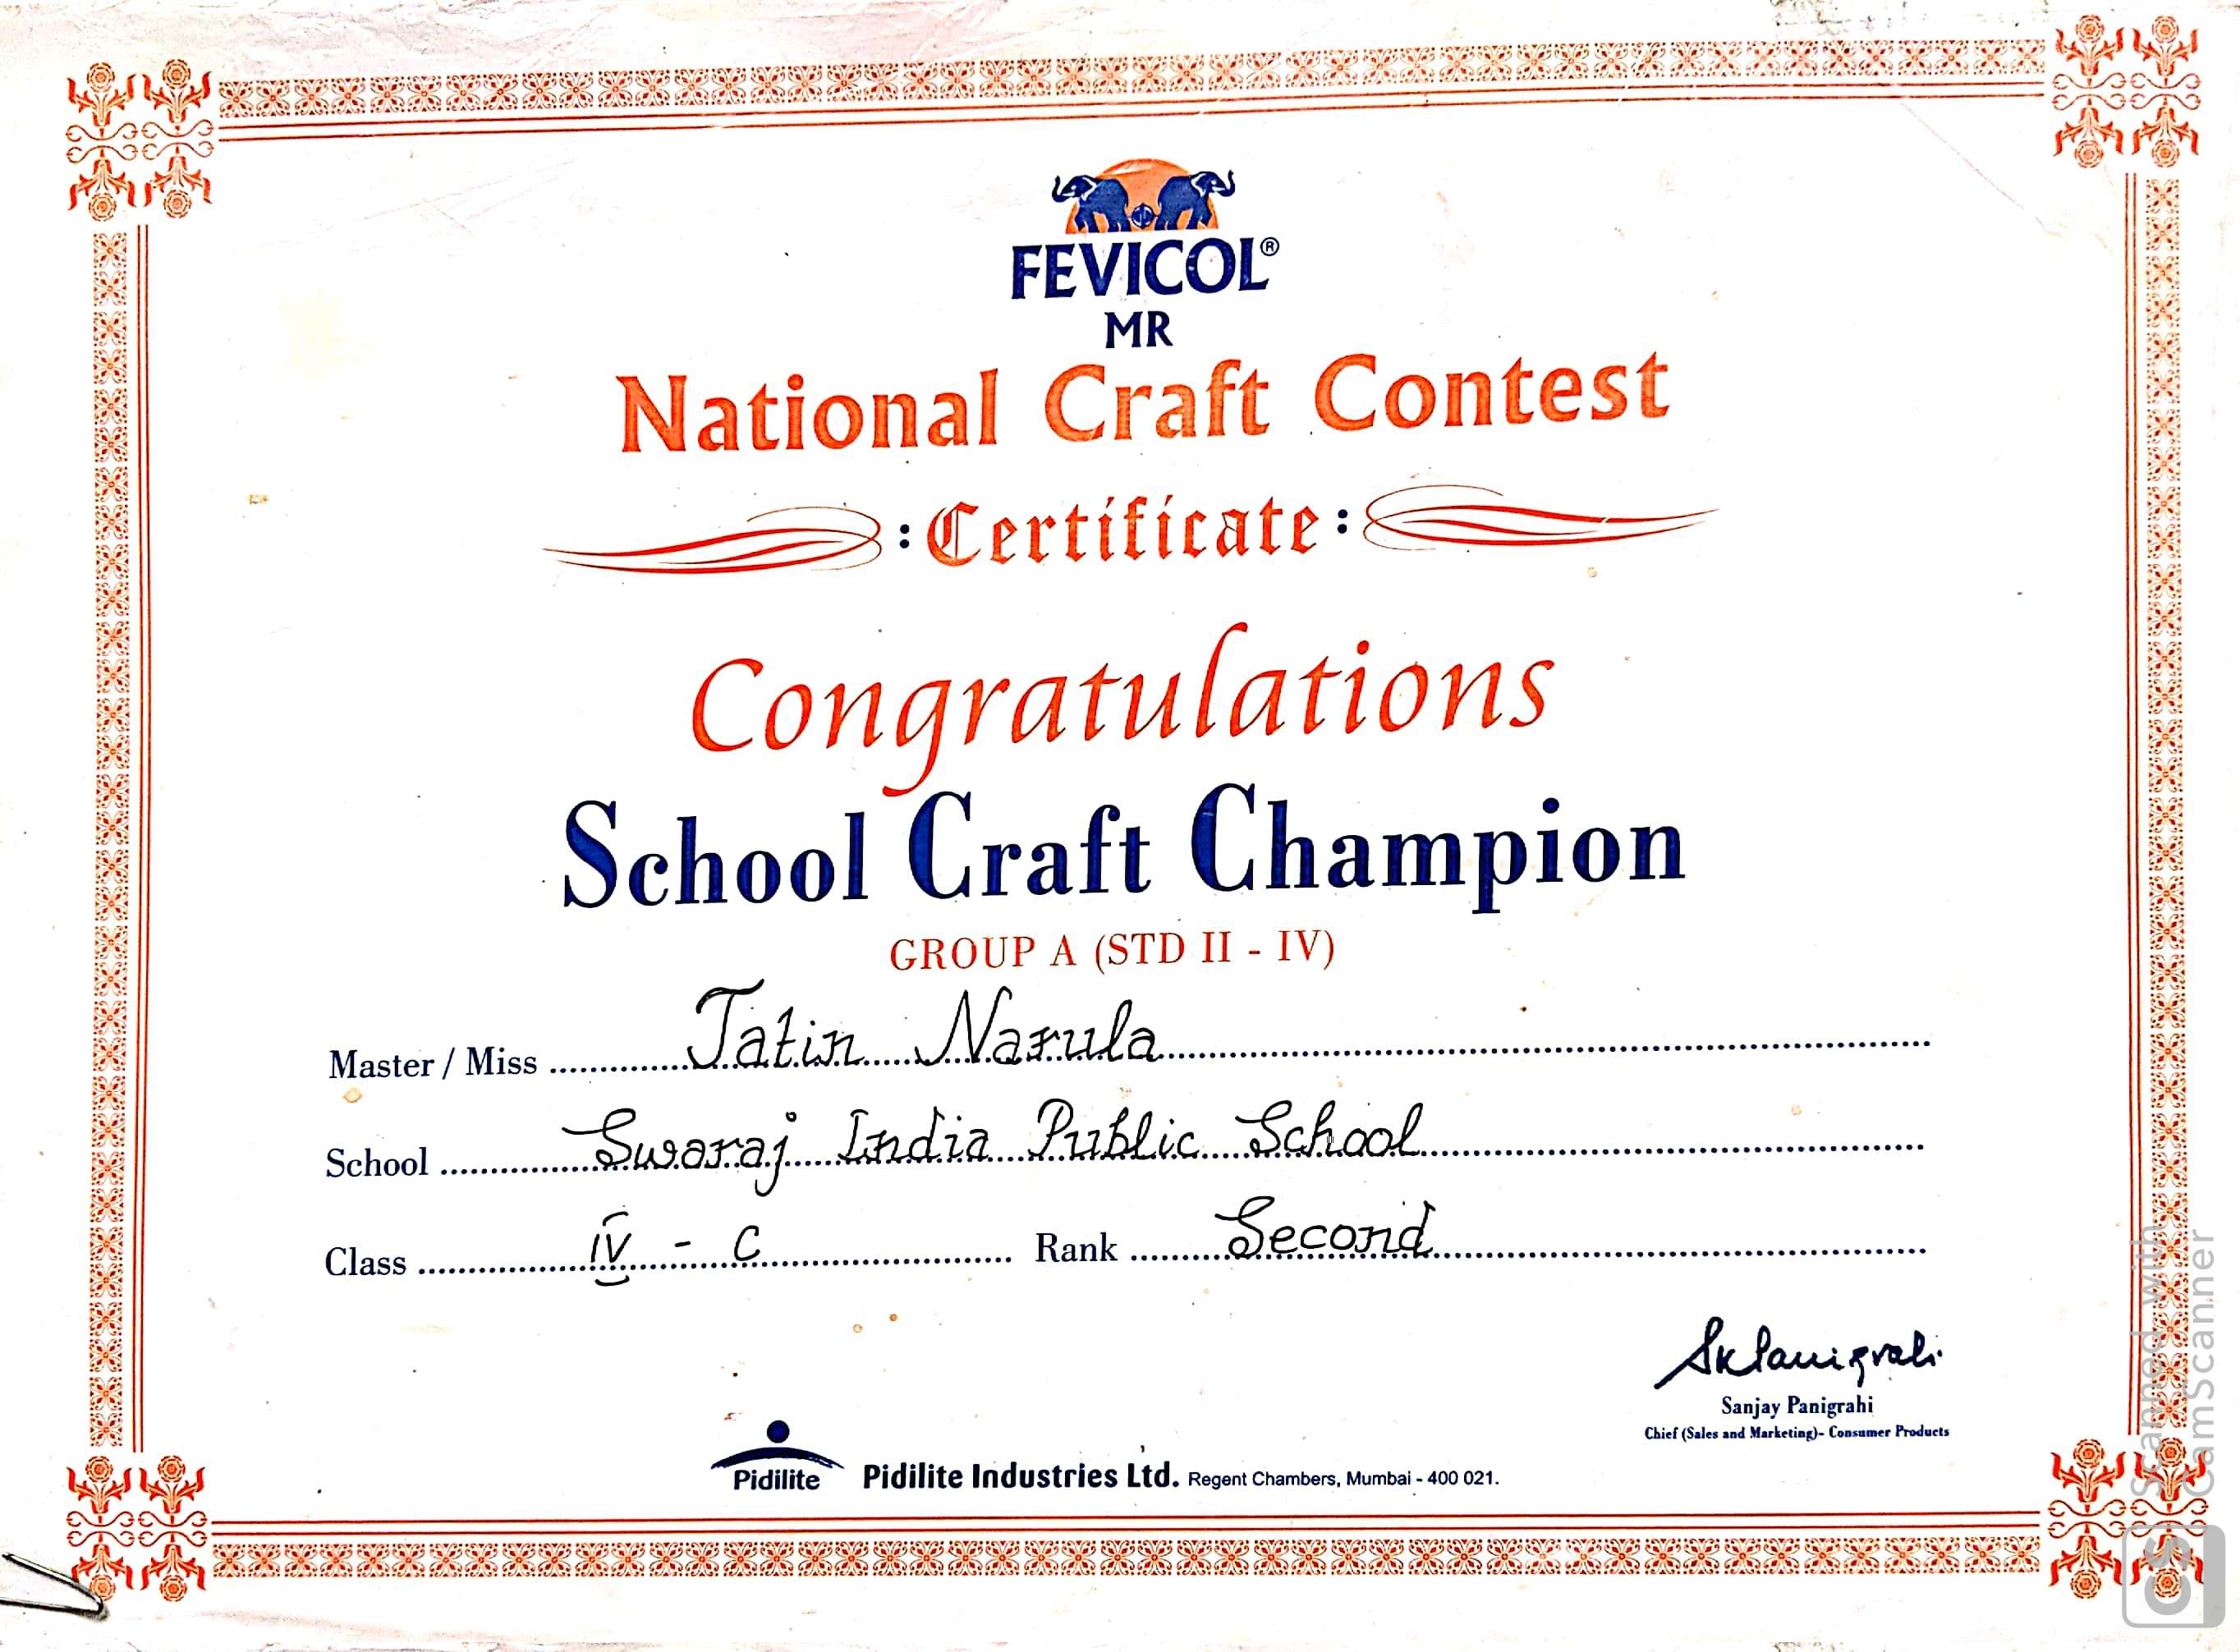 FEVICOL®
MR
National Craft Contest
:Certificate:
Congratulations
School Craft Champion
GROUP A (STD II - IV)
Master / Miss Jatin Narula
School Swaraj India Public School
Class IV - C Rank Second
SKPanigrahi
Sanjay Panigrahi
Chief (Sales and Marketing)- Consumer Products
Pidilite Pidilite Industries Ltd. Regent Chambers, Mumbai - 400 021.
Scanned with
CamScanner
CS